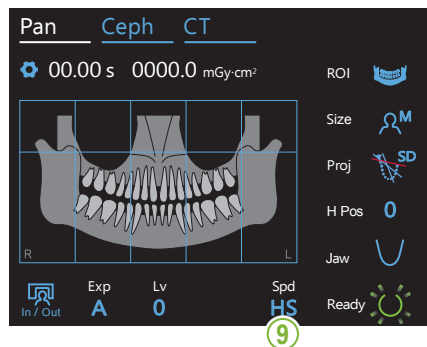 Pan Ceph CT
00.00 s 0000.0 mGy·cm²
ROI
Size M
Proj SD
H Pos 0
R L
Jaw
In / Out
Exp Lv Spd
A 0 HS
Ready
9